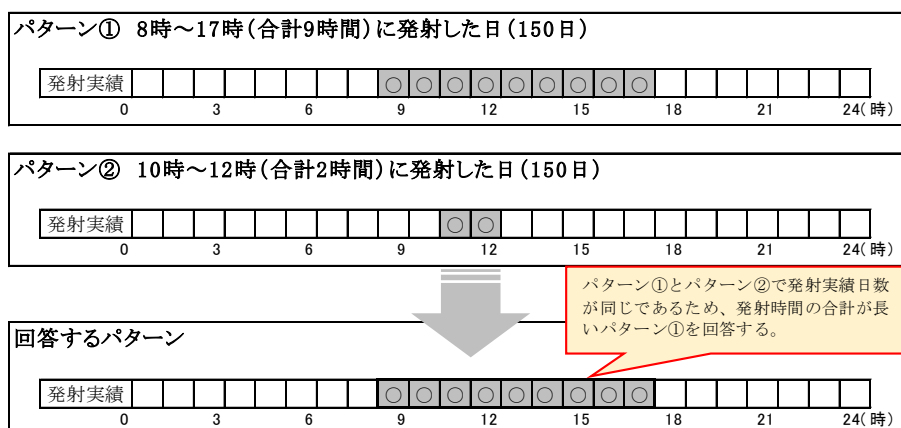 パターン① 8時～17時(合計9時間)に発射した日(150日)
発射実績 ○○○○○○○○○
0 3 6 9 12 15 18 21 24(時)
パターン② 10時～12時(合計2時間)に発射した日(150日)
発射実績 ○○
0 3 6 9 12 15 18 21 24(時)
パターン①とパターン②で発射実績日数
が同じであるため、発射時間の合計が長
いパターン①を回答する。
回答するパターン
発射実績 ○○○○○○○○○
0 3 6 9 12 15 18 21 24(時)